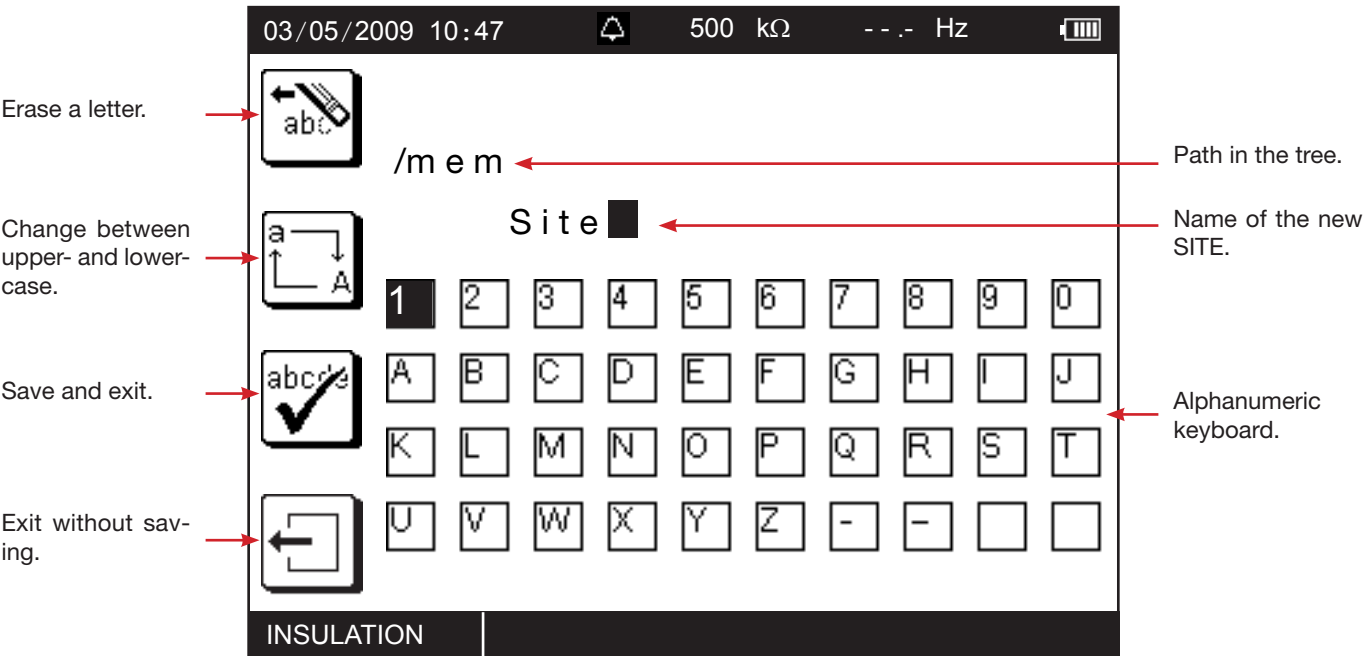 03/05/2009 10:47 500 kΩ - - .- Hz
Erase a letter.
abc
/mem
Path in the tree.
Site
Name of the new
SITE.
Change between
upper- and lower-
case.
a
A
1 2 3 4 5 6 7 8 9 0
Save and exit.
abcde
A B C D E F G H I J
Alphanumeric
keyboard.
K L M N O P Q R S T
Exit without sav-
ing.
U V W X Y Z - –
INSULATION